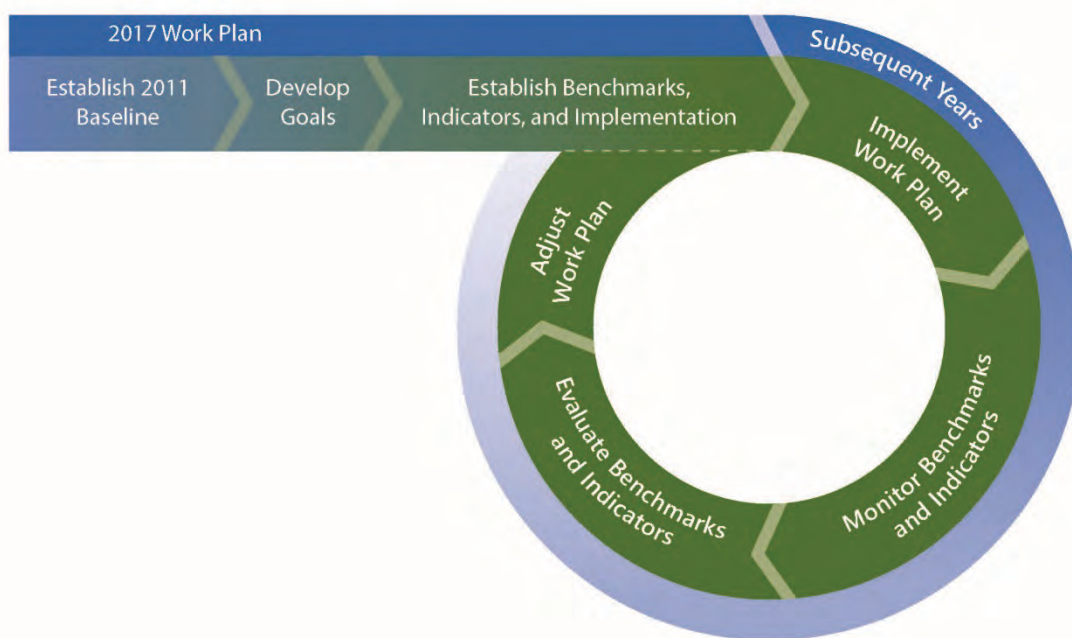 2017 Work Plan
Establish 2011
Baseline
Develop
Goals
Establish Benchmarks,
Indicators, and Implementation
Subsequent Years
Implement
Work Plan
Monitor Benchmarks
and Indicators
Evaluate Benchmarks
and Indicators
Adjust
Work Plan